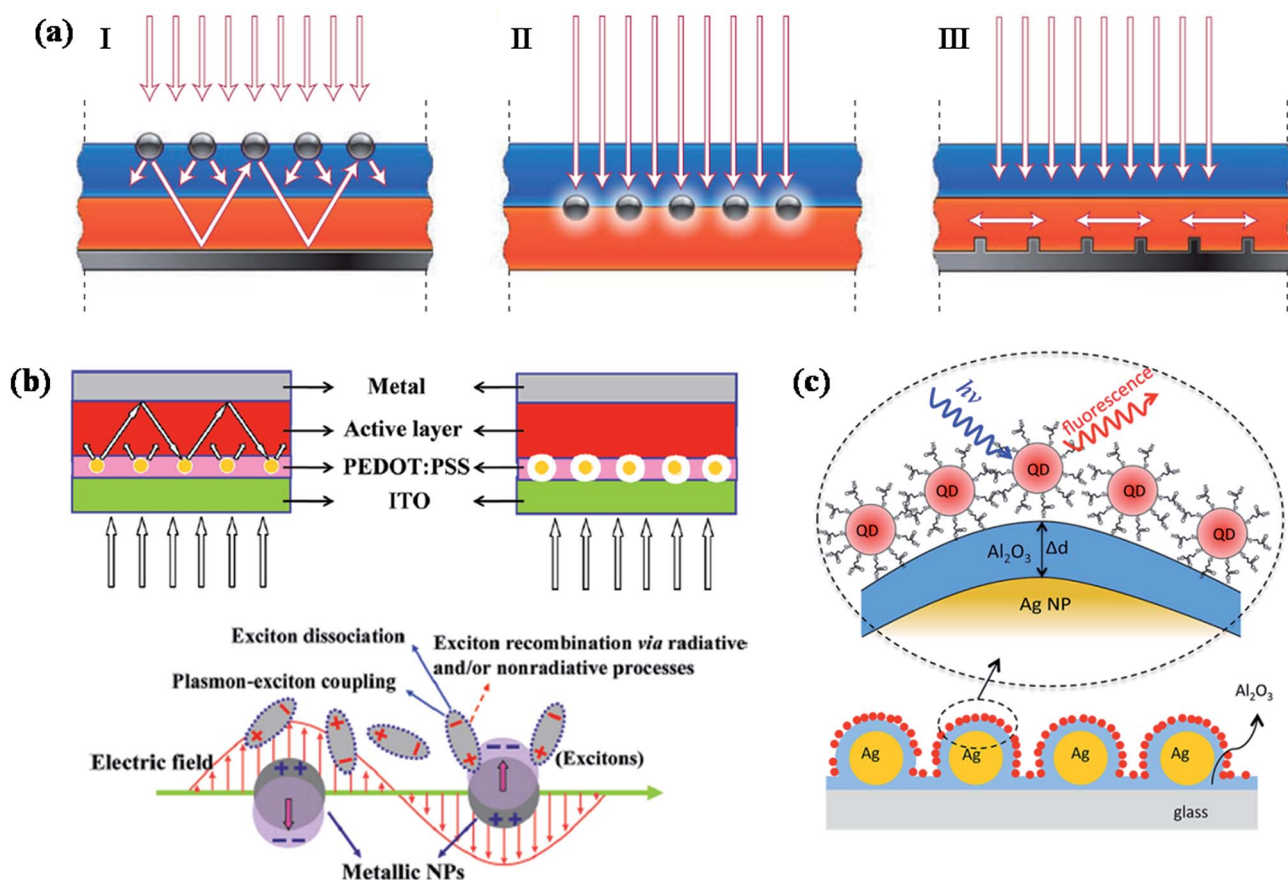 (a)
I
II
III
(b)
Metal
Active layer
PEDOT:PSS
ITO
Exciton dissociation
Exciton recombination via radiative
and/or nonradiative processes
Plasmon-exciton coupling
Electric field
(Excitons)
Metallic NPs
(c)
hν
fluorescence
QD
QD
QD
QD
QD
Al₂O₃
Δd
Ag NP
Al₂O₃
Ag
Ag
Ag
Ag
glass